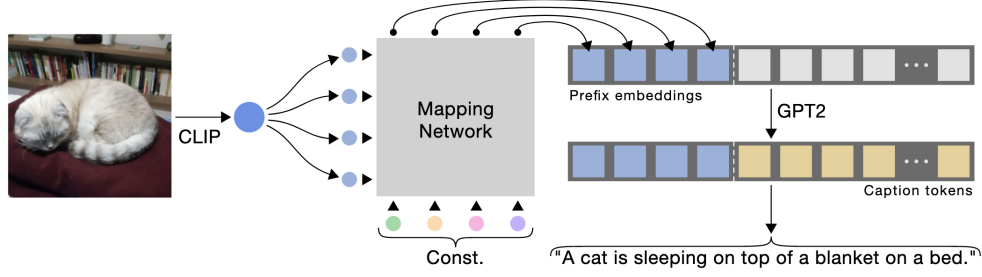 CLIP
Mapping
Network
Const.
Prefix embeddings
GPT2
Caption tokens
"A cat is sleeping on top of a blanket on a bed."